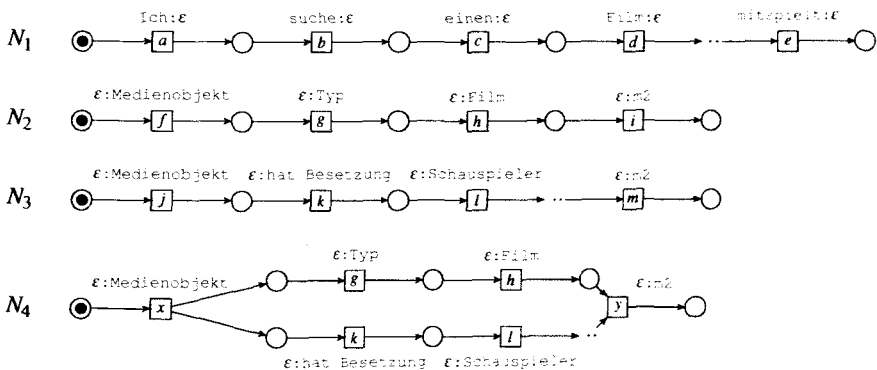 Ich:ε suche:ε einen:ε Film:ε mitspielt:ε
N₁ a b c d .. e
ε:Medienobjekt ε:Typ ε:Film ε:m2
N₂ f g h i
ε:Medienobjekt ε:hat Besetzung ε:Schauspieler ε:m2
N₃ j k l .. m
ε:Typ ε:Film
g h
ε:Medienobjekt ε:m2
N₄ x y
k l ..
ε:hat Besetzung ε:Schauspieler